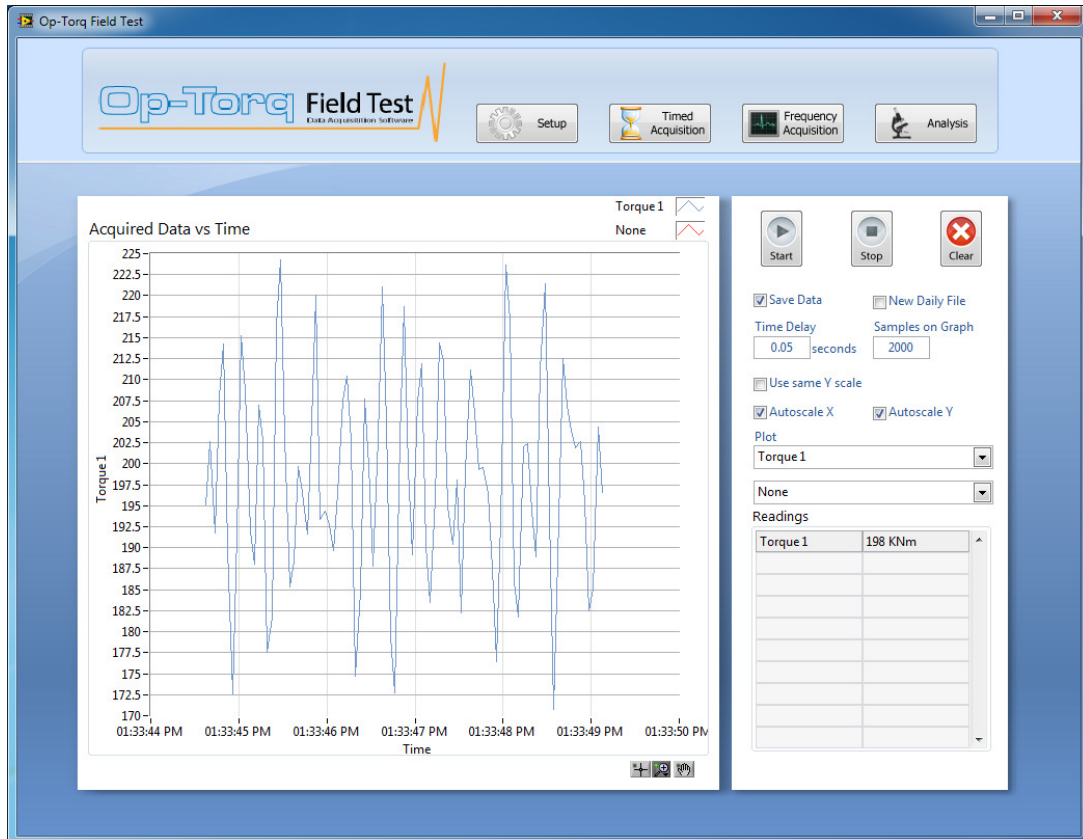 Op-Torq Field Test
Op-Torq Field Test
Data Acquisitition Software
Setup
Timed Acquisition
Frequency Acquisition
Analysis
Torque 1
None
Acquired Data vs Time
225
222.5
220
217.5
215
212.5
210
207.5
205
202.5
200
197.5
195
192.5
190
187.5
185
182.5
180
177.5
175
172.5
170
Torque 1
01:33:44 PM 01:33:45 PM 01:33:46 PM 01:33:47 PM 01:33:48 PM 01:33:49 PM 01:33:50 PM
Time
Start Stop Clear
Save Data New Daily File
Time Delay Samples on Graph
0.05 seconds 2000
Use same Y scale
Autoscale X Autoscale Y
Plot
Torque 1
None
Readings
Torque 1 198 KNm